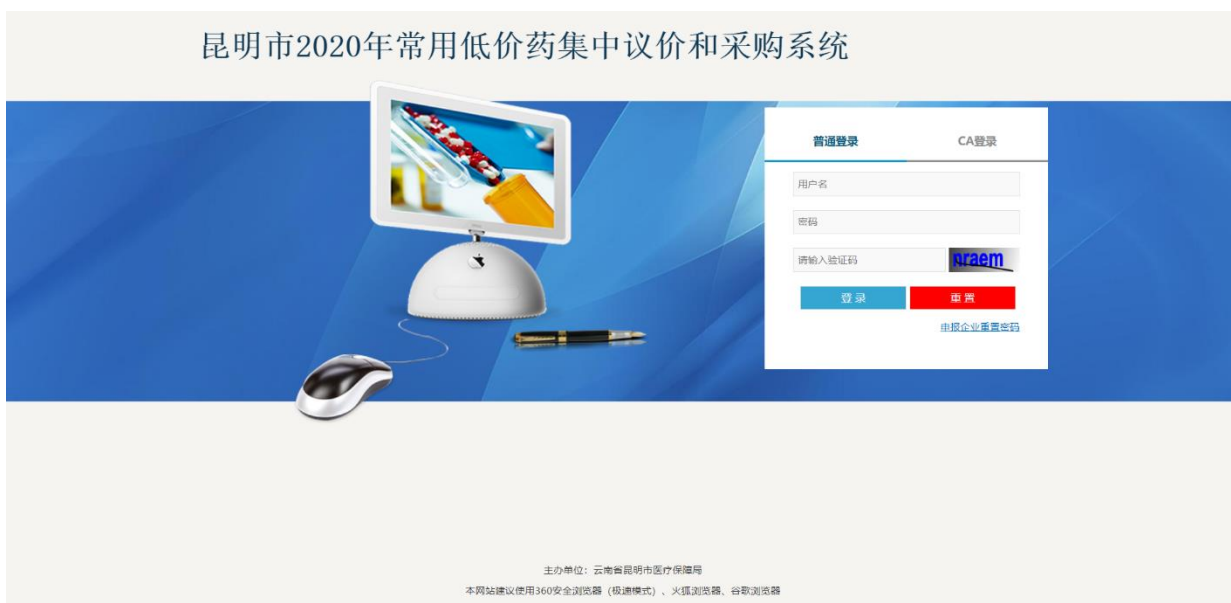 昆明市2020年常用低价药集中议价和采购系统
普通登录 CA登录
用户名
密码
请输入验证码 nraem
登录 重置
申报企业重置密码
主办单位：云南省昆明市医疗保障局
本网站建议使用360安全浏览器（极速模式）、火狐浏览器、谷歌浏览器